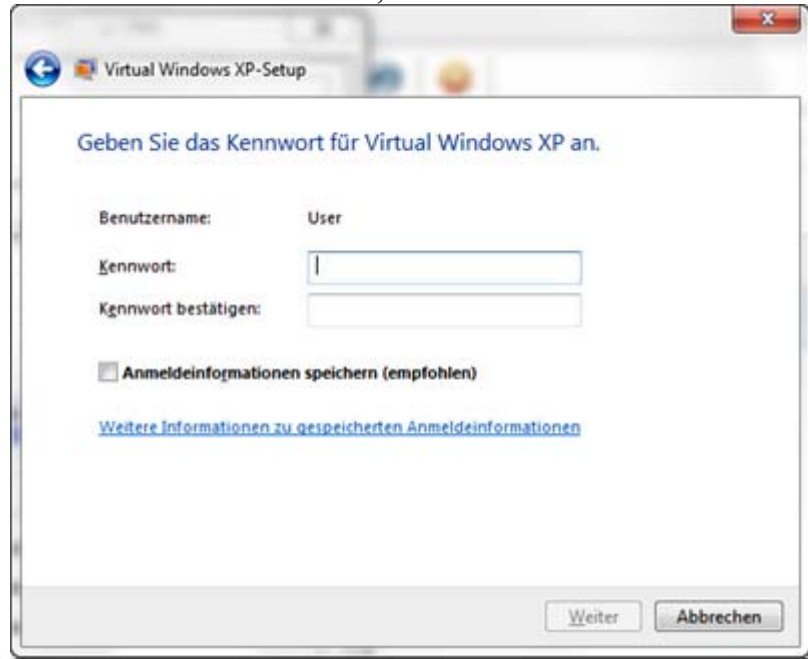 Virtual Windows XP-Setup
Geben Sie das Kennwort für Virtual Windows XP an.
Benutzername: User
Kennwort:
Kennwort bestätigen:
Anmeldeinformationen speichern (empfohlen)
Weitere Informationen zu gespeicherten Anmeldeinformationen
Weiter Abbrechen